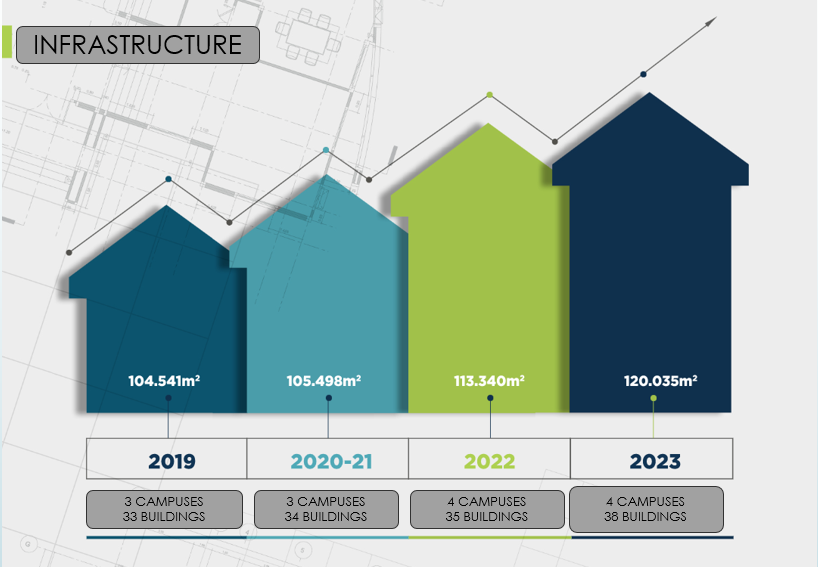 INFRASTRUCTURE
104.541m²
105.498m²
113.340m²
120.035m²
2019
2020-21
2022
2023
3 CAMPUSES
33 BUILDINGS
3 CAMPUSES
34 BUILDINGS
4 CAMPUSES
35 BUILDINGS
4 CAMPUSES
38 BUILDINGS